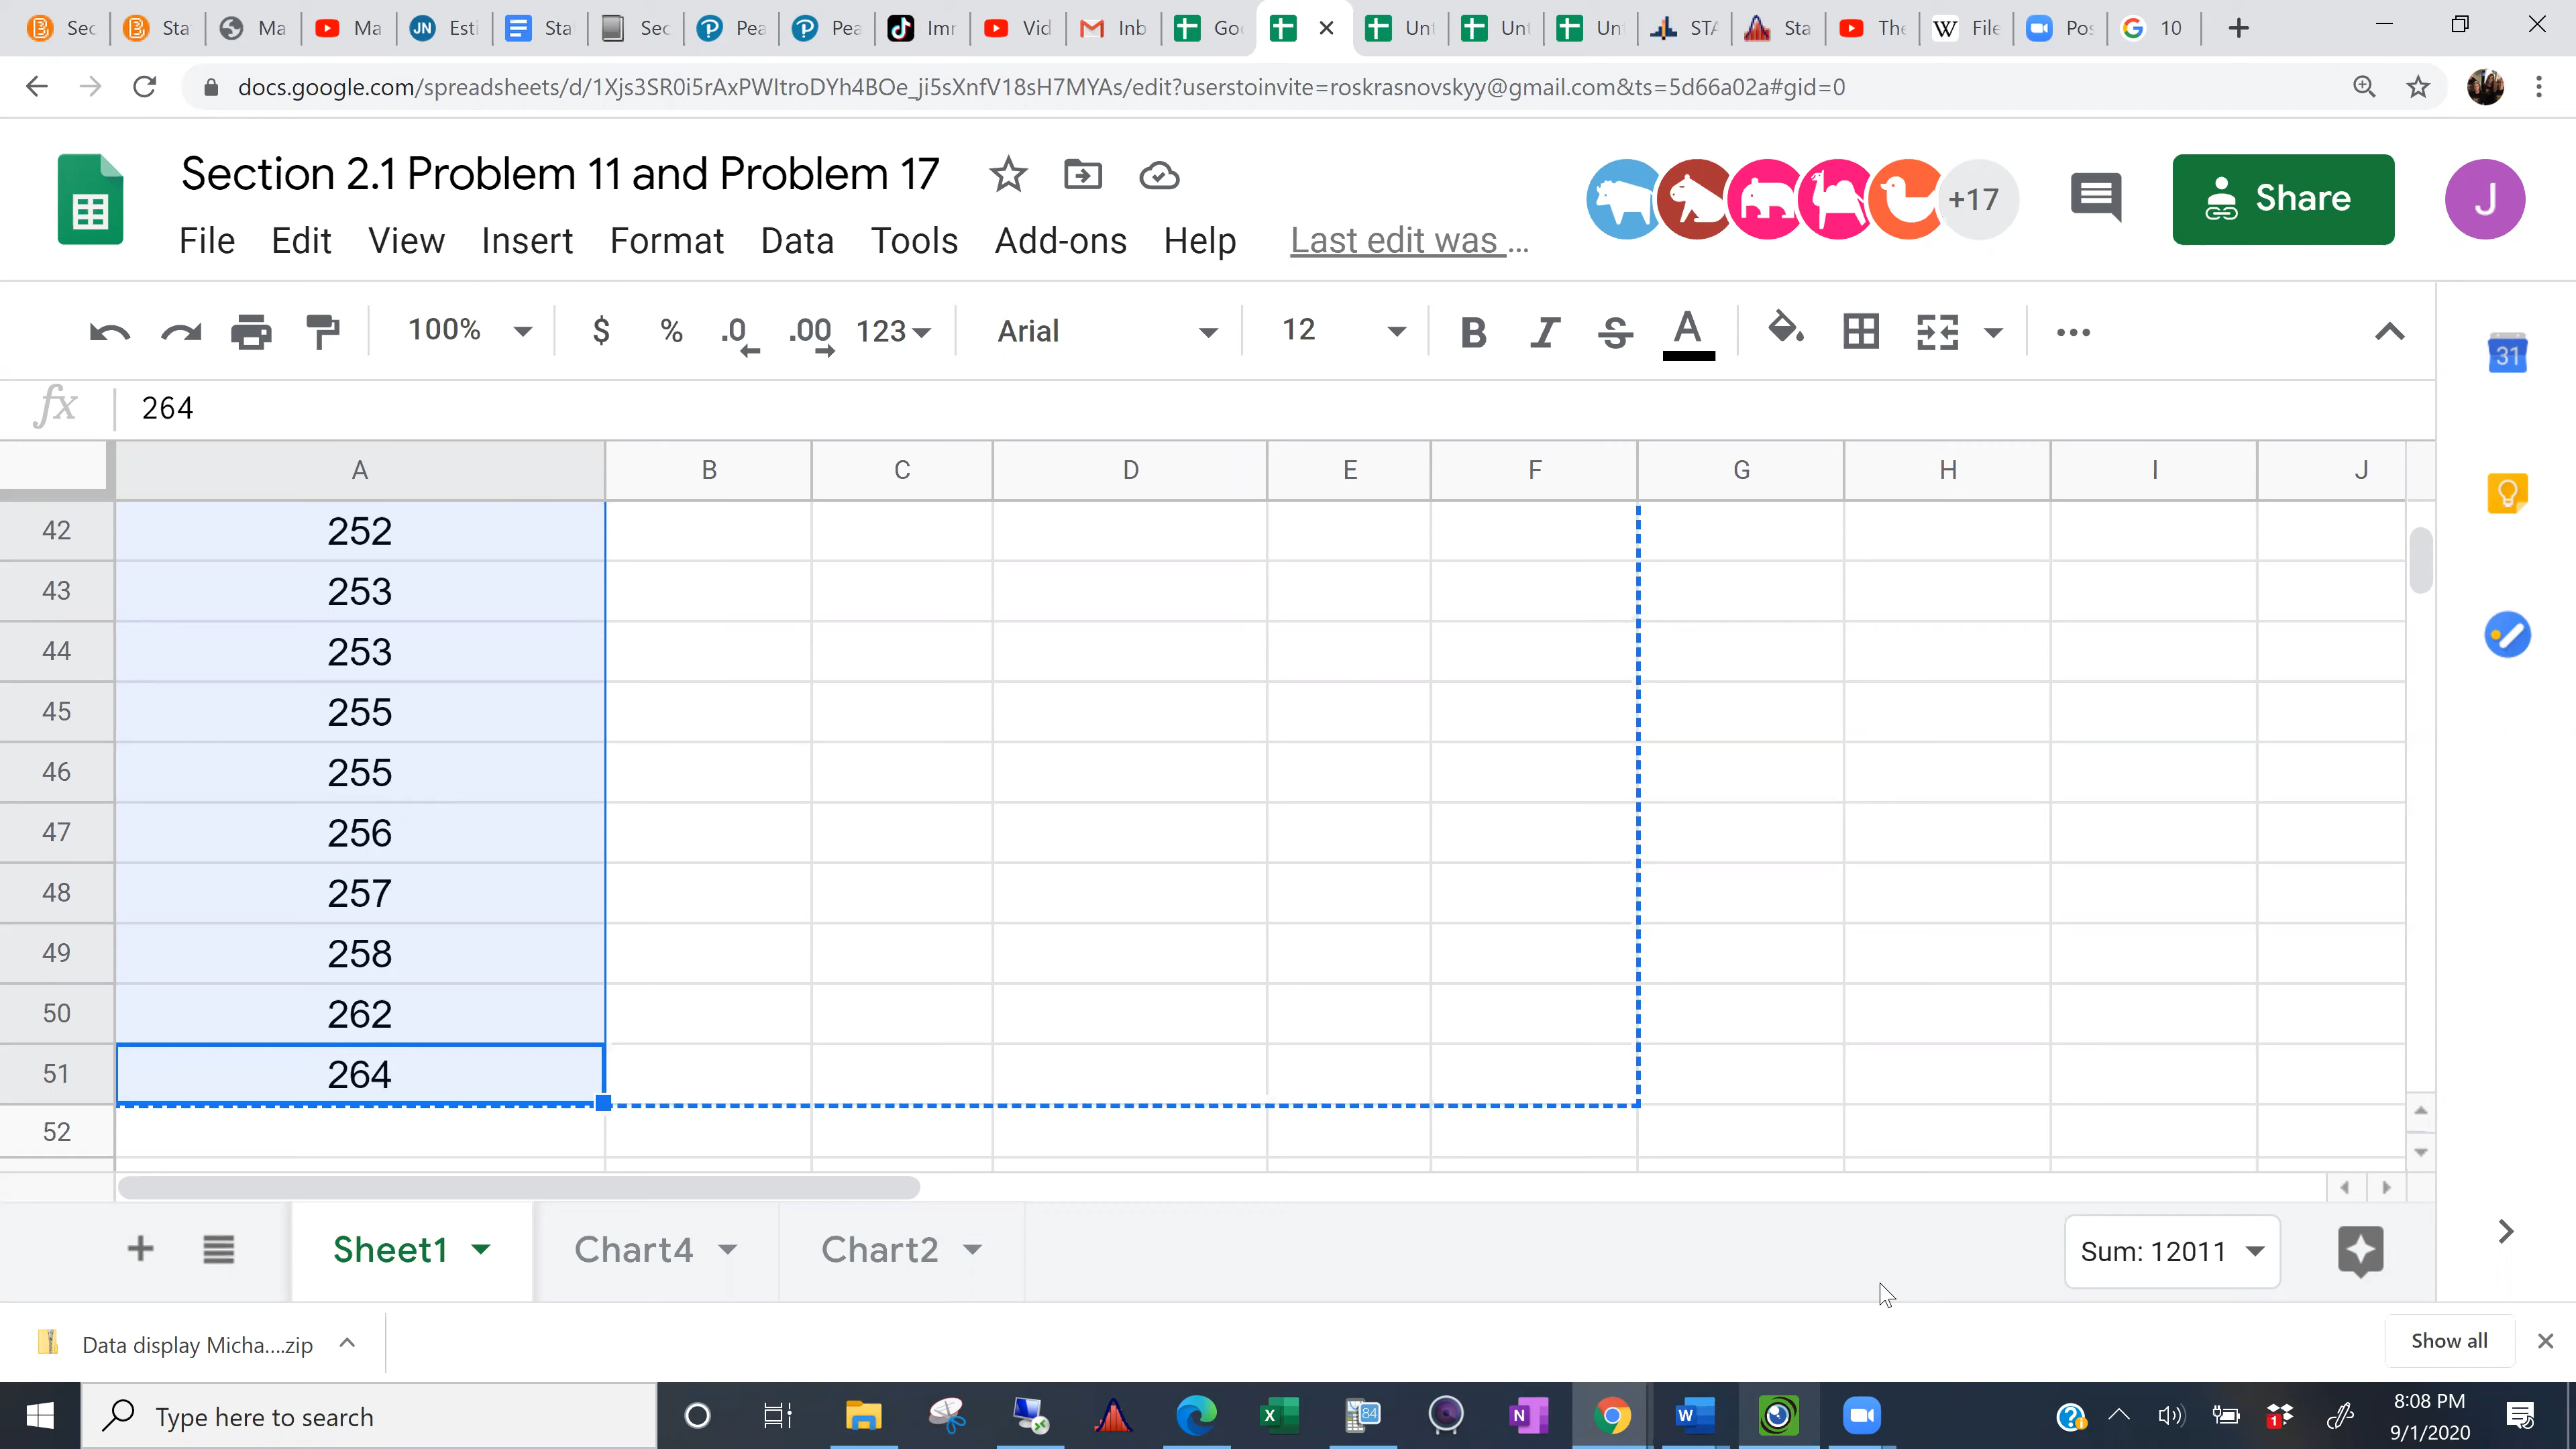 Sec Sta Ma Ma Esti Sta Sec Pea Pea Imr Vid Inb Go Unt Unt Un STA Sta The File Pos 10
docs.google.com/spreadsheets/d/1Xjs3SR0i5rAxPWItroDYh4BOe_ji5sXnfV18sH7MYAs/edit?userstoinvite=roskrasnovskyy@gmail.com&ts=5d66a02a#gid=0
Section 2.1 Problem 11 and Problem 17
+17
Share
J
File Edit View Insert Format Data Tools Add-ons Help Last edit was ...
100% $ % .0 .00 123 Arial 12 B I S A
31
fx 264
A B C D E F G H I J
42 252
43 253
44 253
45 255
46 255
47 256
48 257
49 258
50 262
51 264
52
Sheet1 Chart4 Chart2 Sum: 12011
Data display Micha....zip Show all
Type here to search
8:08 PM
9/1/2020